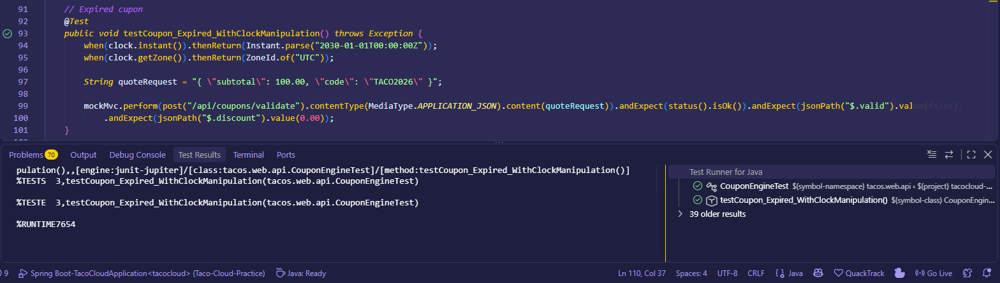 91 // Expired cupon
92 @Test
93 public void testCoupon_Expired_WithClockManipulation() throws Exception {
94 when(clock.instant()).thenReturn(Instant.parse("2030-01-01T00:00:00Z"));
95 when(clock.getZone()).thenReturn(ZoneId.of("UTC"));
96
97 String quoteRequest = "{ \"subtotal\": 100.00, \"code\": \"TACO2026\" }";
98
99 mockMvc.perform(post("/api/coupons/validate").contentType(MediaType.APPLICATION_JSON).content(quoteRequest)).andExpect(status().isOk()).andExpect(jsonPath("$.valid").value(false))
100 .andExpect(jsonPath("$.discount").value(0.00));
101 }
Problems 70 Output Debug Console Test Results Terminal Ports
pulation(),,[engine:junit-jupiter]/[class:tacos.web.api.CouponEngineTest]/[method:testCoupon_Expired_WithClockManipulation()]
%TESTS 3,testCoupon_Expired_WithClockManipulation(tacos.web.api.CouponEngineTest)
%TESTE 3,testCoupon_Expired_WithClockManipulation(tacos.web.api.CouponEngineTest)
%RUNTIME7654
Test Runner for Java
CouponEngineTest $(symbol-namespace) tacos.web.api < $(project) tacocloud-...
testCoupon_Expired_WithClockManipulation() $(symbol-class) CouponEngin...
39 older results
9 Spring Boot-TacoCloudApplication<tacocloud> (Taco-Cloud-Practice) Java: Ready Ln 110, Col 37 Spaces: 4 UTF-8 CRLF {} Java QuackTrack Go Live